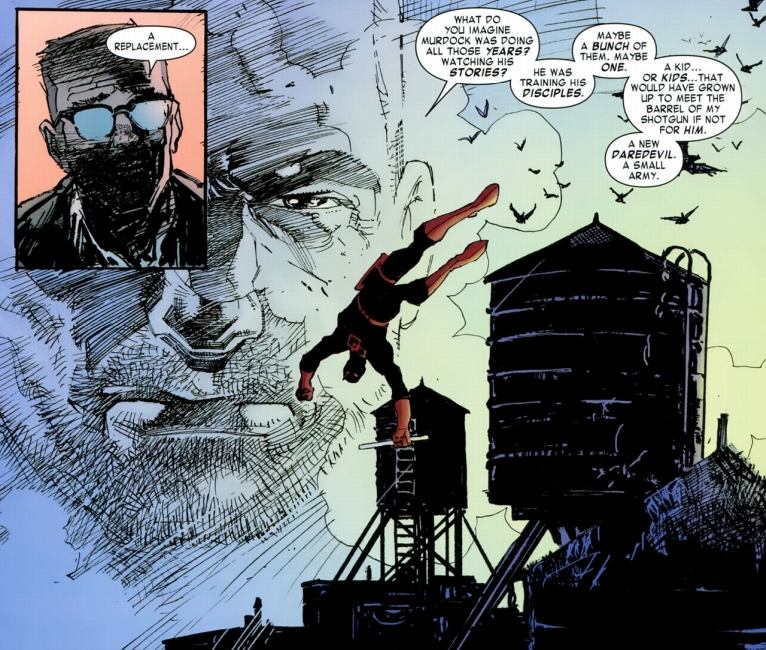 A
REPLACEMENT...
WHAT DO
YOU IMAGINE
MURDOCK WAS DOING
ALL THOSE YEARS?
WATCHING HIS
STORIES?
HE WAS
TRAINING HIS
DISCIPLES.
MAYBE
A BUNCH OF
THEM. MAYBE
ONE.
A KID...
OR KIDS...THAT
WOULD HAVE GROWN
UP TO MEET THE
BARREL OF MY
SHOTGUN IF NOT
FOR HIM.
A NEW
DAREDEVIL.
A SMALL
ARMY.